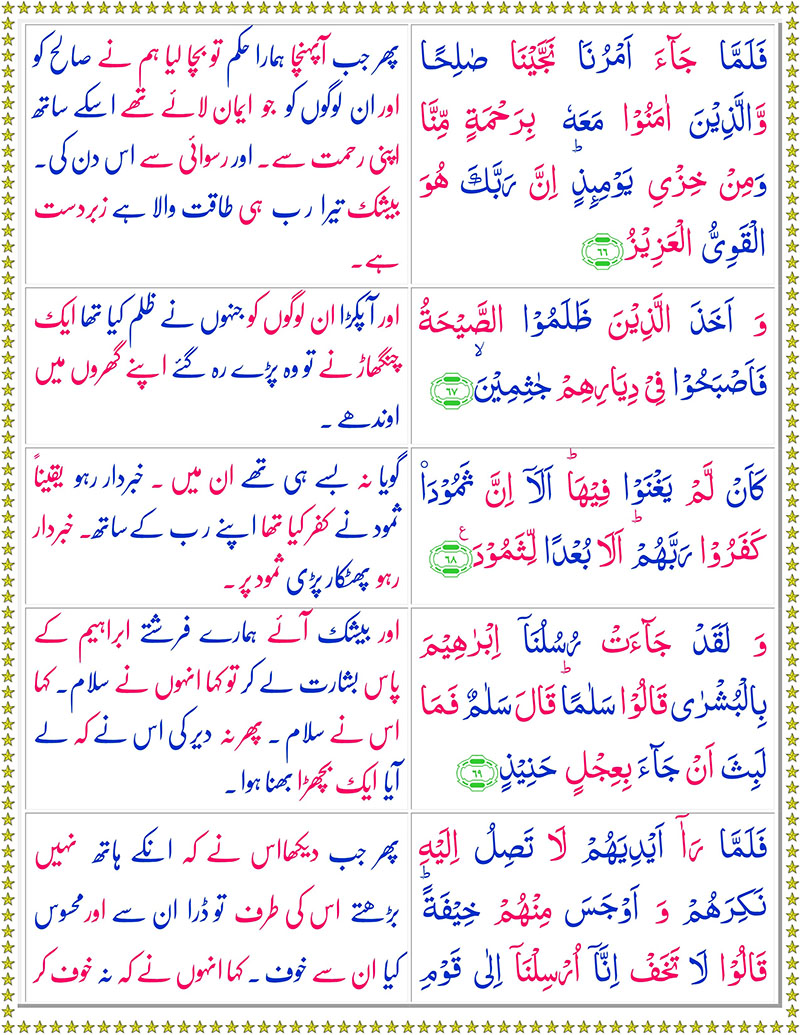 فَلَمَّا جَآءَ اَمْرُنَا نَجَّيْنَا صٰلِحًا
وَّالَّذِيْنَ اٰمَنُوْا مَعَهٗ بِرَحْمَةٍ مِّنَّا
وَمِنْ خِزْىِ يَوْمِىِٕذٍؕ اِنَّ رَبَّكَ هُوَ
الْقَوِىُّ الْعَزِيْزُ ۶۶
پھر جب آپہنچا ہمارا حکم تو بچا لیا ہم نے صالح کو
اور ان لوگوں کو جو ایمان لائے تھے اسکے ساتھ
اپنی رحمت سے۔ اور رسوائی سے اس دن کی۔
بیشک تیرا رب ہی طاقت والا ہے زبردست
ہے۔
وَ اَخَذَ الَّذِيْنَ ظَلَمُوا الصَّيْحَةُ
فَاَصْبَحُوْا فِىْ دِيَارِهِمْ جٰثِمِيْنَۙ ۶۷
اور آپکڑا ان لوگوں کو جنہوں نے ظلم کیا تھا ایک
چنگھاڑ نے تو وہ پڑے رہ گئے اپنے گھروں میں
اوندھے ۔
كَاَنْ لَّمْ يَغْنَوْا فِيْهَاؕ اَلَاۤ اِنَّ ثَمُوْدَا۟
كَفَرُوْا رَبَّهُمْؕ اَلَا بُعْدًا لِّثَمُوْدَ ۶۸
گویا نہ بسے ہی تھے ان میں ۔ خبردار رہو یقیناً
ثمود نے کفر کیا تھا اپنے رب کے ساتھ۔ خبردار
رہو پھٹکار پڑی ثمود پر۔
وَ لَقَدْ جَآءَتْ رُسُلُنَاۤ اِبْرٰهِيْمَ
بِالْبُشْرٰى قَالُوْا سَلٰمًاؕ قَالَ سَلٰمٌ فَمَا
لَبِثَ اَنْ جَآءَ بِعِجْلٍ حَنِيْذٍ ۶۹
اور بیشک آئے ہمارے فرشتے ابراہیم کے
پاس بشارت لے کر تو کہا انہوں نے سلام۔ کہا
اس نے سلام ۔ پھر نہ دیر کی اس نے کہ لے
آیا ایک بچھڑا بھنا ہوا۔
فَلَمَّا رَاٰۤ اَيْدِيَهُمْ لَا تَصِلُ اِلَيْهِ
نَكِرَهُمْ وَ اَوْجَسَ مِنْهُمْ خِيْفَةًؕ
قَالُوْا لَا تَخَفْ اِنَّاۤ اُرْسِلْنَاۤ اِلٰى قَوْمِ
پھر جب دیکھا اس نے کہ انکے ہاتھ نہیں
بڑھتے اس کی طرف تو ڈرا ان سے اور محسوس
کیا ان سے خوف ۔ کہا انہوں نے کہ نہ خوف کر